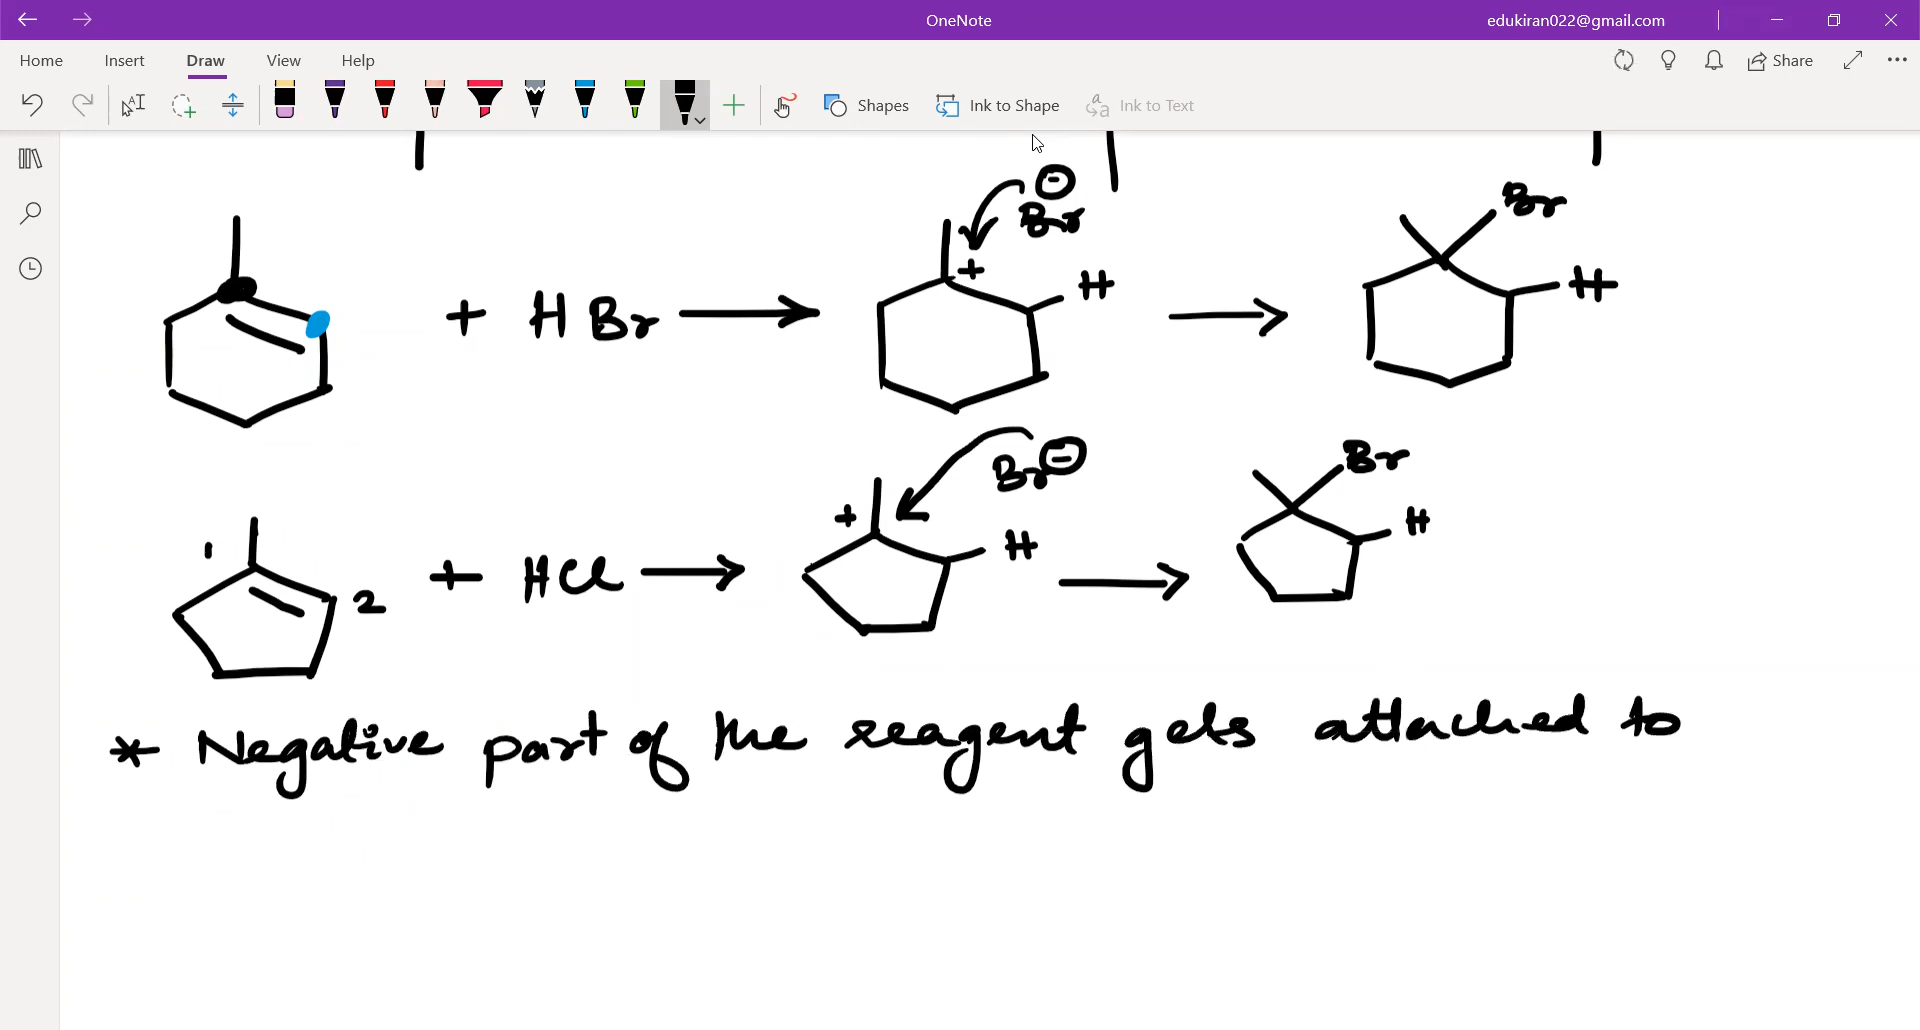 OneNote
edukiran022@gmail.com
Home Insert Draw View Help
Share
Shapes Ink to Shape Ink to Text
⊖
Br
Br
+ H
H
+ HBr
Br⊖
Br
+
H
H
1
+ HCl
2
* Negative part of the reagent gets attached to